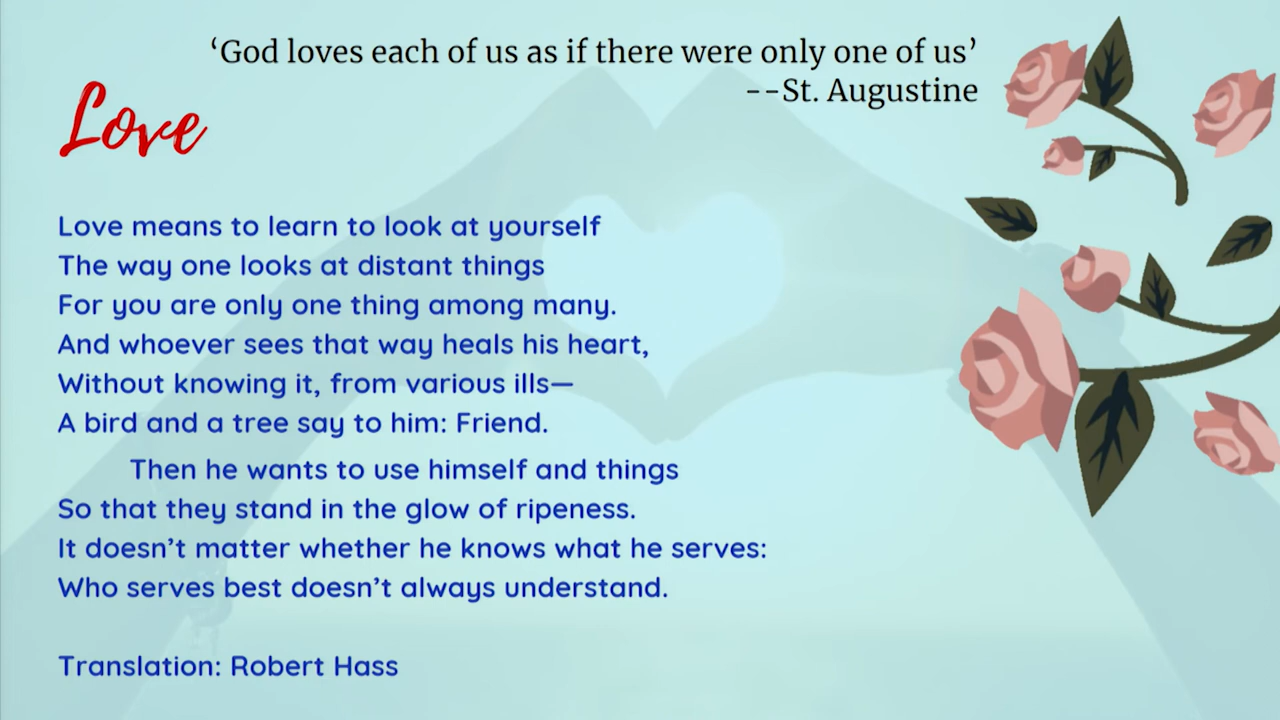 ‘God loves each of us as if there were only one of us’
--St. Augustine
Love
Love means to learn to look at yourself
The way one looks at distant things
For you are only one thing among many.
And whoever sees that way heals his heart,
Without knowing it, from various ills—
A bird and a tree say to him: Friend.
Then he wants to use himself and things
So that they stand in the glow of ripeness.
It doesn’t matter whether he knows what he serves:
Who serves best doesn’t always understand.
Translation: Robert Hass